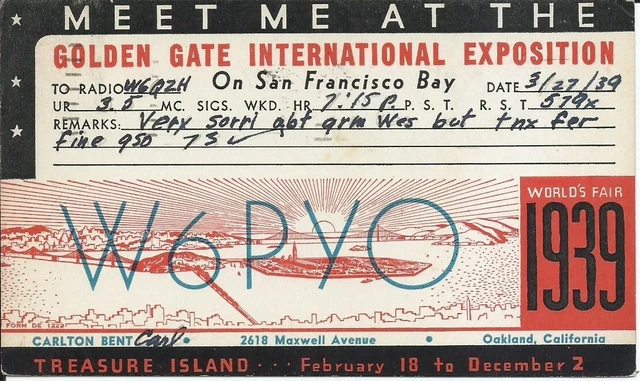 MEET ME AT THE
GOLDEN GATE INTERNATIONAL EXPOSITION
TO RADIO W6QZH On San Francisco Bay DATE 3/27/39
UR 3.5 MC. SIGS. WKD. HR 7:15 P. P. S. T. R. S. T 579x
REMARKS: Very sorri abt qrm Wes but tnx fer
fine qso 73
W6PYO
WORLD'S FAIR
1939
FORM DE 1223
CARLTON BENT Carl • 2618 Maxwell Avenue • Oakland, California
TREASURE ISLAND ··· February 18 to December 2